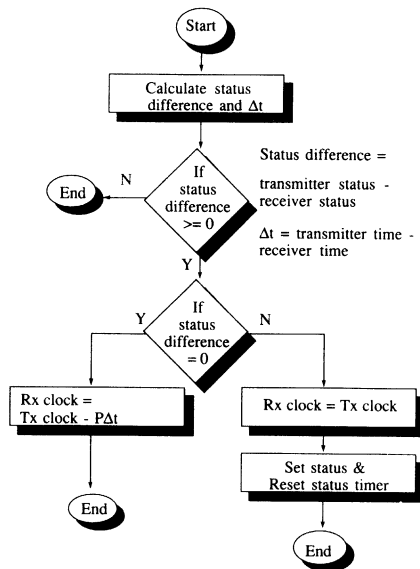 Start
Calculate status
difference and Δt
If
status
difference
>= 0
N
End
Status difference =
transmitter status -
receiver status
Δt = transmitter time -
receiver time
Y
If
status
difference
= 0
Y
N
Rx clock =
Tx clock - PΔt
Rx clock = Tx clock
Set status &
Reset status timer
End
End